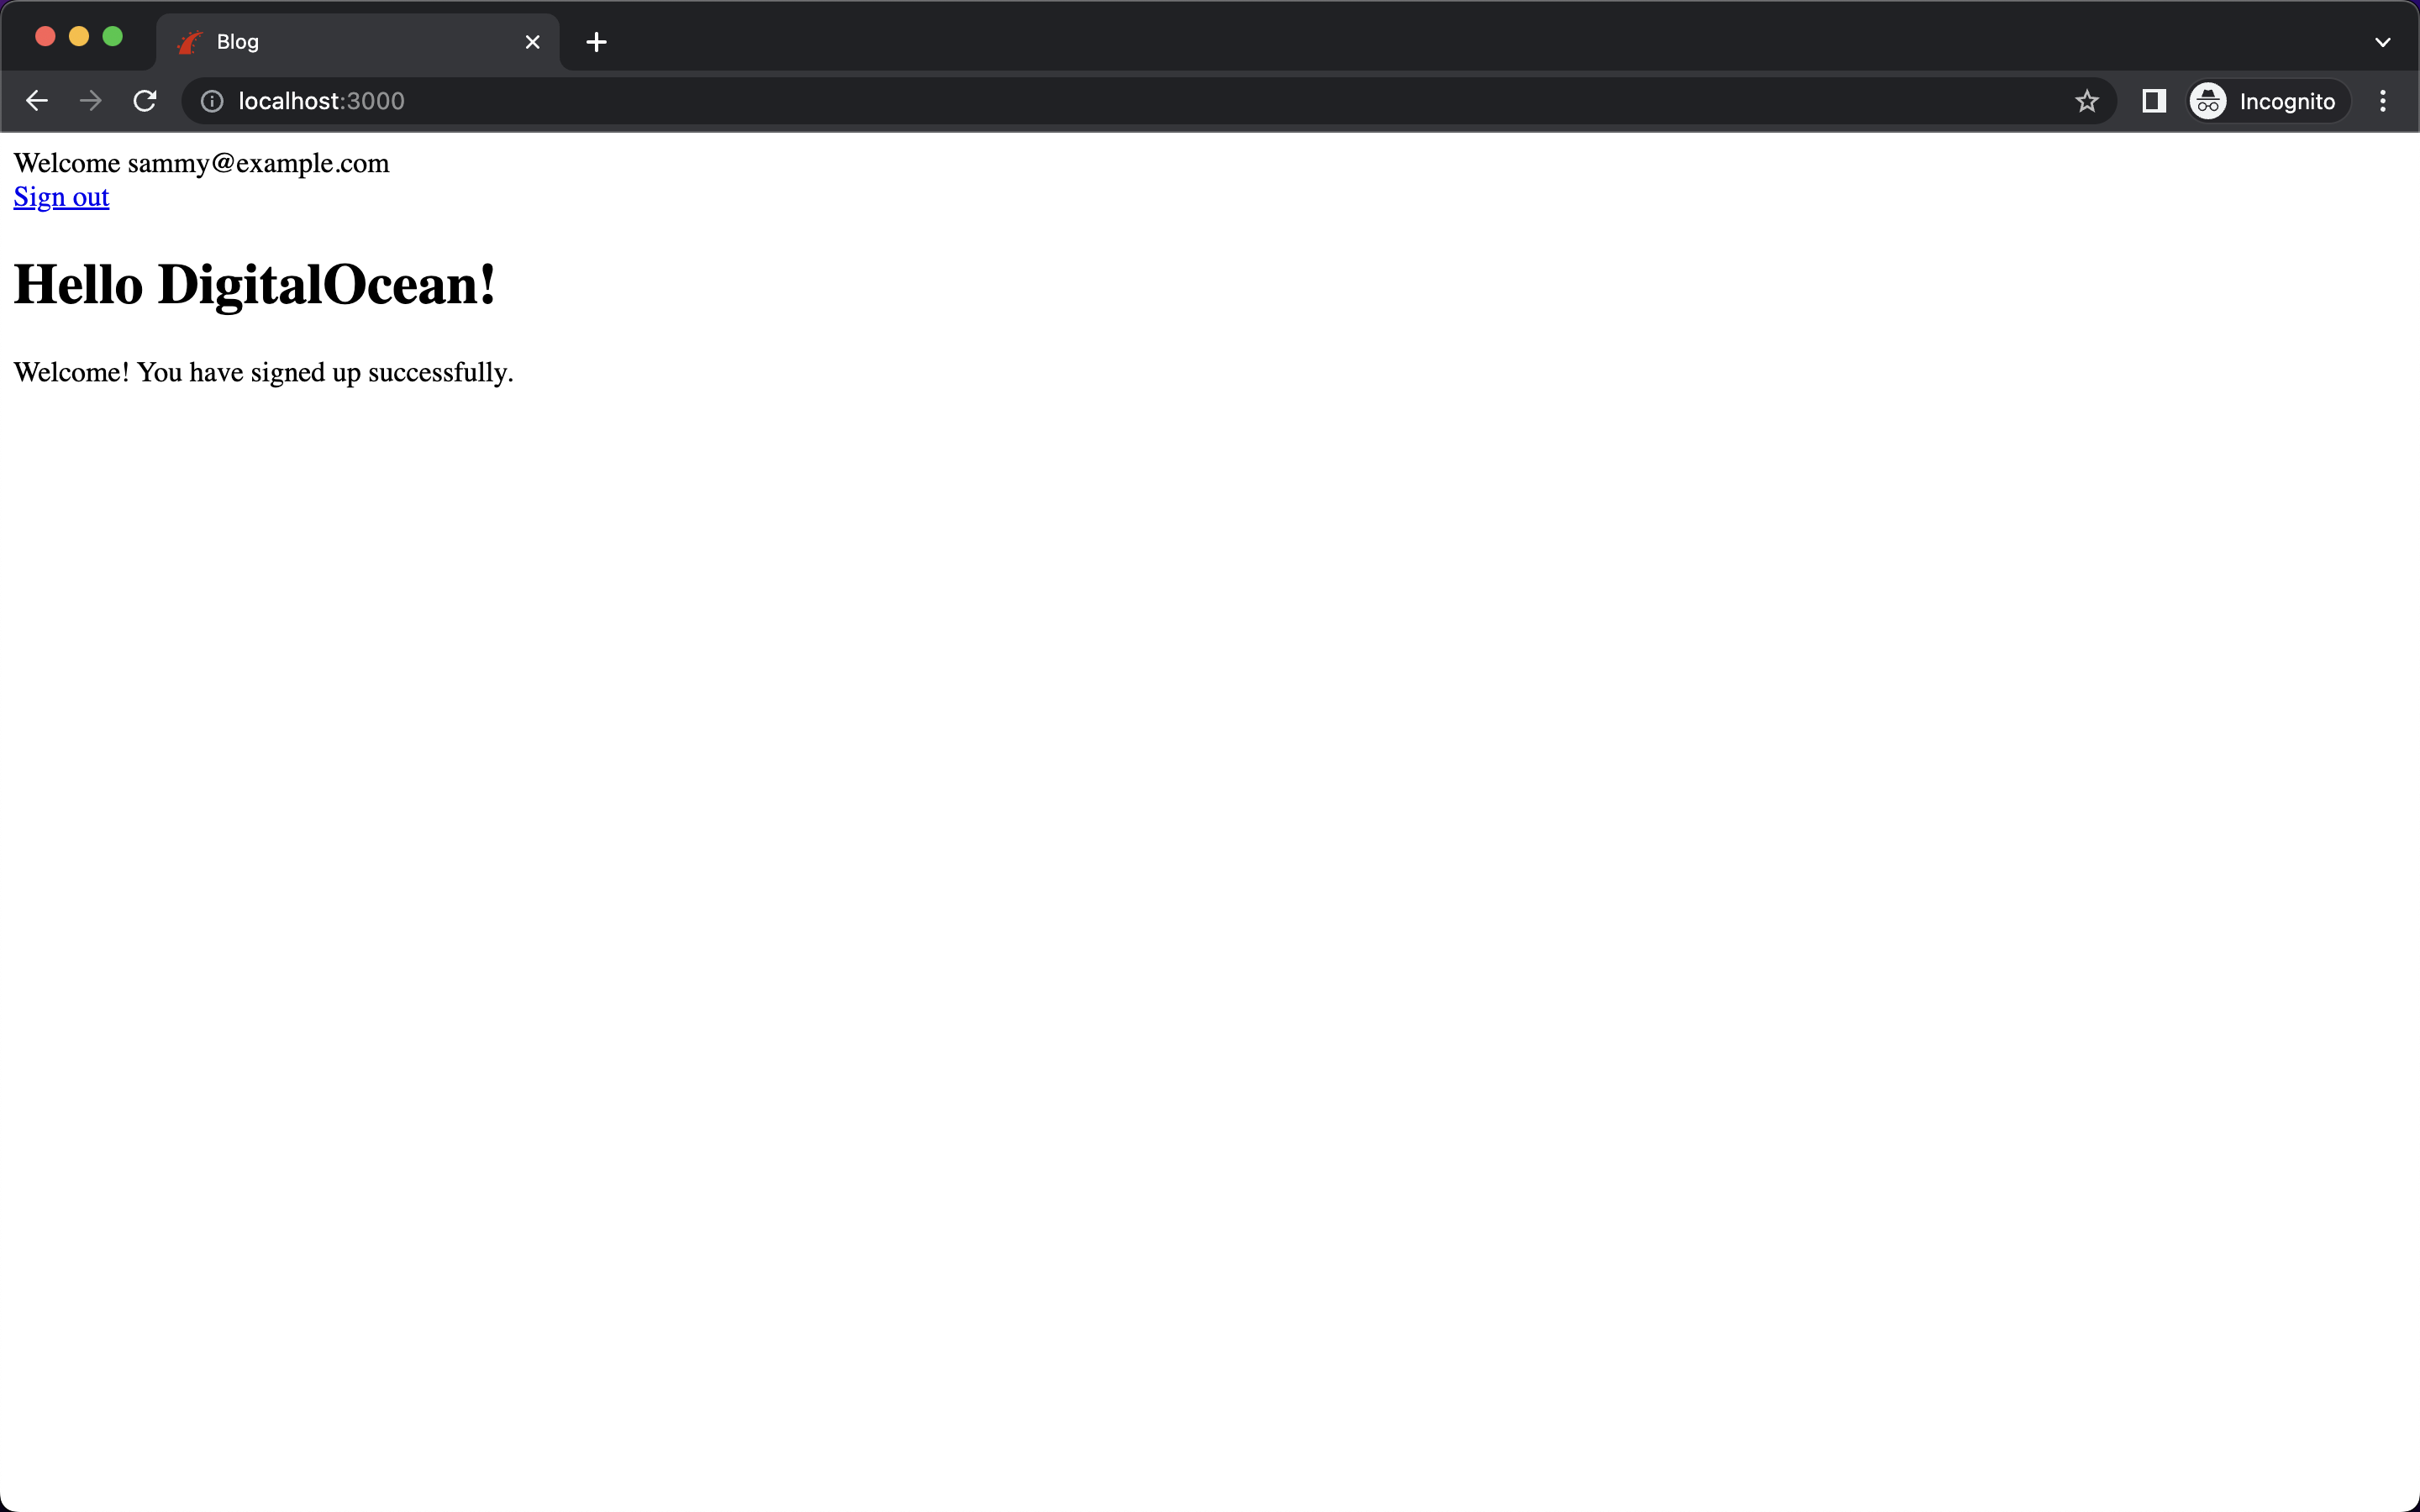 Blog
localhost:3000
Incognito
Welcome sammy@example.com
Sign out
Hello DigitalOcean!
Welcome! You have signed up successfully.